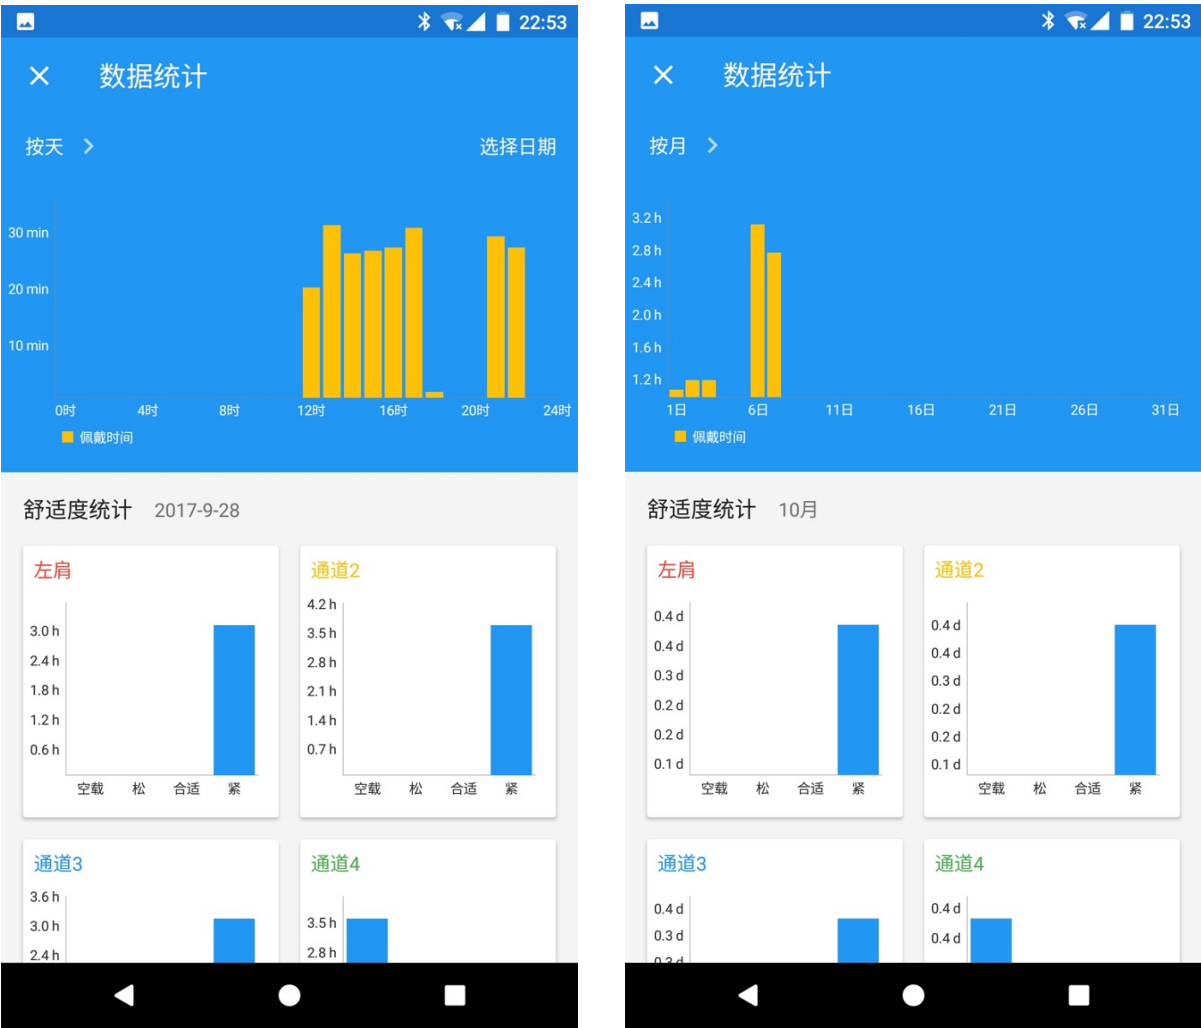 22:53
数据统计
按天
选择日期
30 min
20 min
10 min
0时 4时 8时 12时 16时 20时 24时
佩戴时间
舒适度统计 2017-9-28
左肩
3.0 h
2.4 h
1.8 h
1.2 h
0.6 h
空载 松 合适 紧
通道2
4.2 h
3.5 h
2.8 h
2.1 h
1.4 h
0.7 h
空载 松 合适 紧
通道3
3.6 h
3.0 h
2.4 h
通道4
3.5 h
2.8 h
22:53
数据统计
按月
3.2 h
2.8 h
2.4 h
2.0 h
1.6 h
1.2 h
1日 6日 11日 16日 21日 26日 31日
佩戴时间
舒适度统计 10月
左肩
0.4 d
0.4 d
0.3 d
0.2 d
0.2 d
0.1 d
空载 松 合适 紧
通道2
0.4 d
0.4 d
0.3 d
0.2 d
0.2 d
0.1 d
空载 松 合适 紧
通道3
0.4 d
0.3 d
0.3 d
通道4
0.4 d
0.4 d